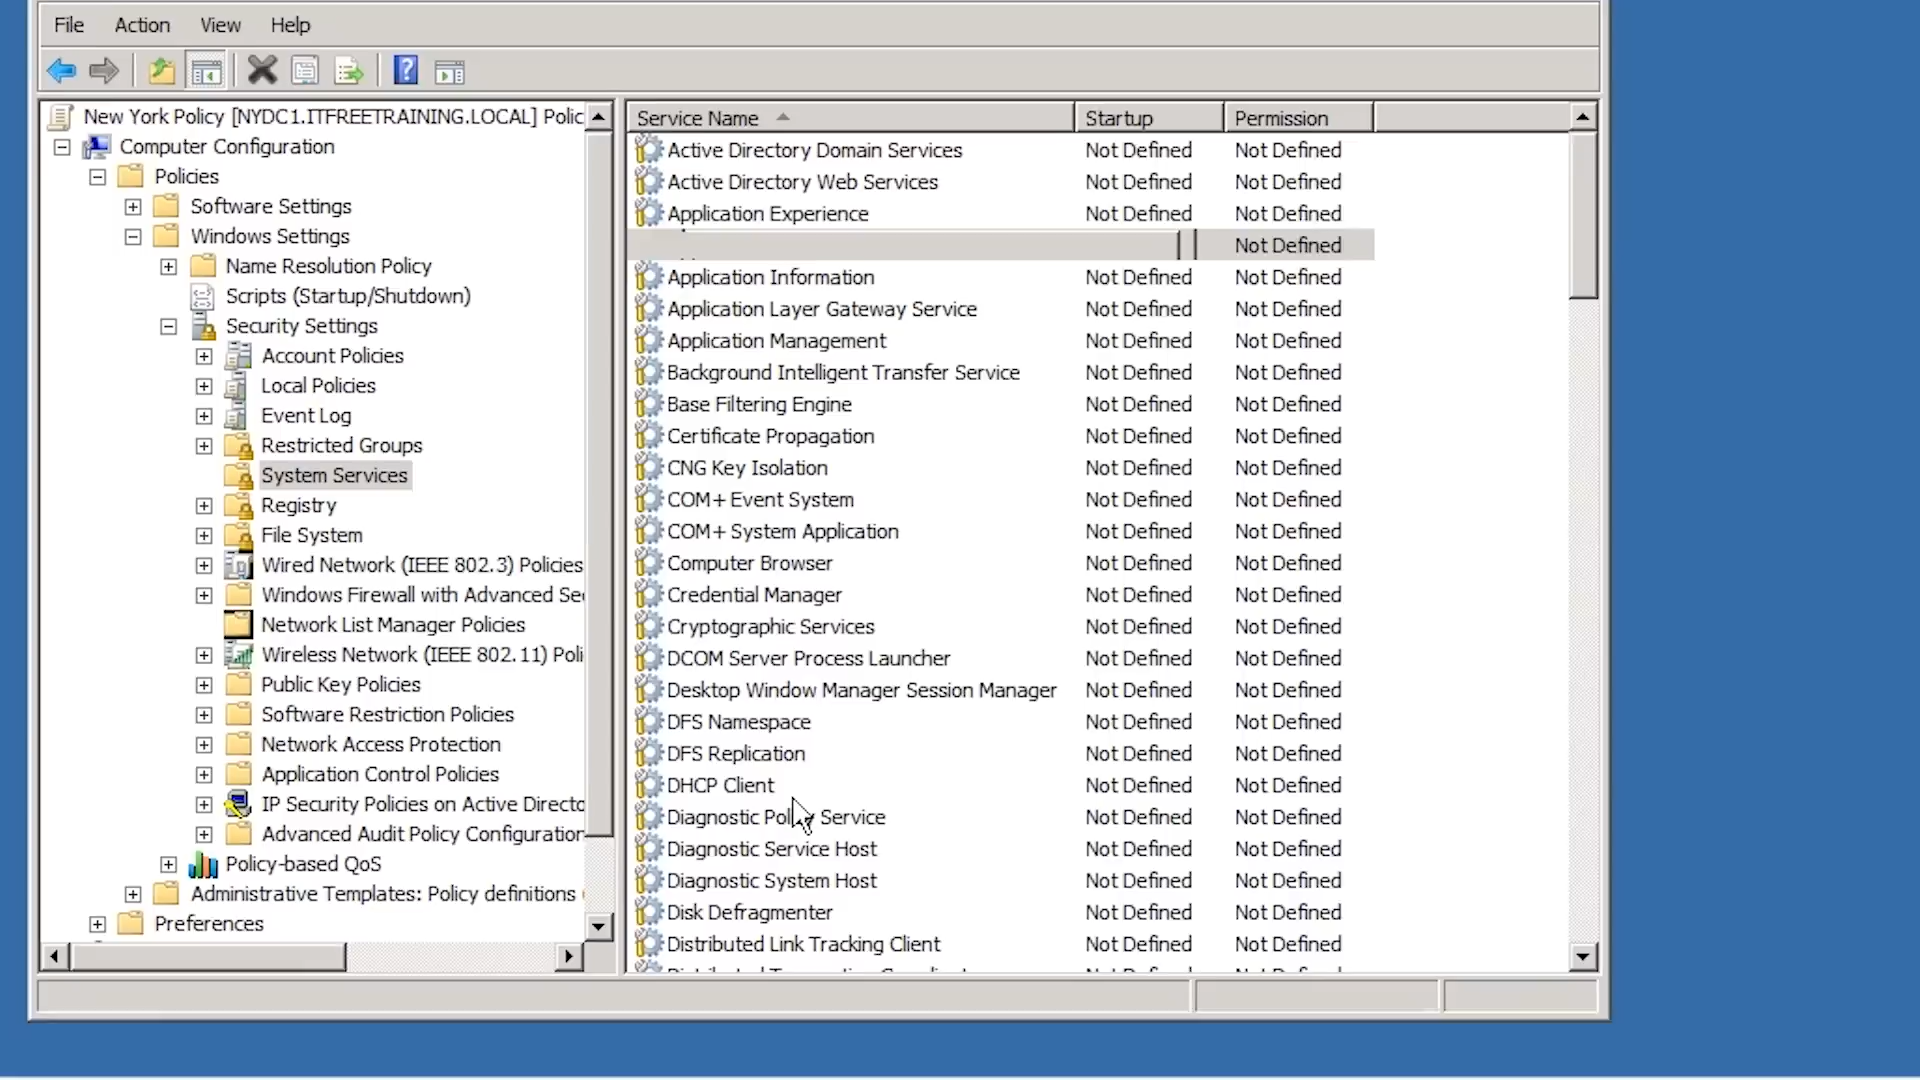 File Action View Help
New York Policy [NYDC1.ITFREETRAINING.LOCAL] Polic
Computer Configuration
Policies
Software Settings
Windows Settings
Name Resolution Policy
Scripts (Startup/Shutdown)
Security Settings
Account Policies
Local Policies
Event Log
Restricted Groups
System Services
Registry
File System
Wired Network (IEEE 802.3) Policies
Windows Firewall with Advanced Se
Network List Manager Policies
Wireless Network (IEEE 802.11) Poli
Public Key Policies
Software Restriction Policies
Network Access Protection
Application Control Policies
IP Security Policies on Active Directo
Advanced Audit Policy Configuration
Policy-based QoS
Administrative Templates: Policy definitions (
Preferences
Service Name Startup Permission
Active Directory Domain Services Not Defined Not Defined
Active Directory Web Services Not Defined Not Defined
Application Experience Not Defined Not Defined
Not Defined
Application Information Not Defined Not Defined
Application Layer Gateway Service Not Defined Not Defined
Application Management Not Defined Not Defined
Background Intelligent Transfer Service Not Defined Not Defined
Base Filtering Engine Not Defined Not Defined
Certificate Propagation Not Defined Not Defined
CNG Key Isolation Not Defined Not Defined
COM+ Event System Not Defined Not Defined
COM+ System Application Not Defined Not Defined
Computer Browser Not Defined Not Defined
Credential Manager Not Defined Not Defined
Cryptographic Services Not Defined Not Defined
DCOM Server Process Launcher Not Defined Not Defined
Desktop Window Manager Session Manager Not Defined Not Defined
DFS Namespace Not Defined Not Defined
DFS Replication Not Defined Not Defined
DHCP Client Not Defined Not Defined
Diagnostic Policy Service Not Defined Not Defined
Diagnostic Service Host Not Defined Not Defined
Diagnostic System Host Not Defined Not Defined
Disk Defragmenter Not Defined Not Defined
Distributed Link Tracking Client Not Defined Not Defined